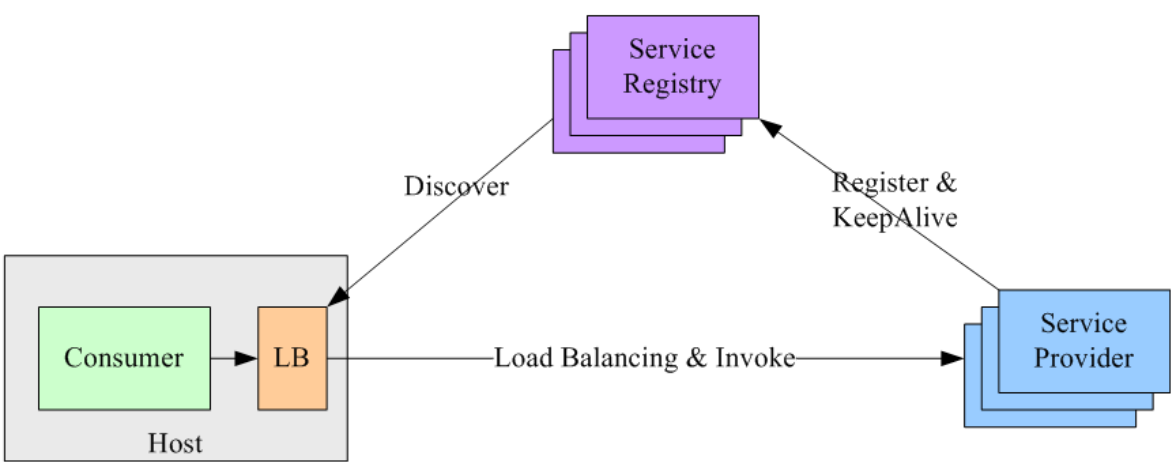 Service
Registry
Discover
Register &
KeepAlive
Consumer
LB
Load Balancing & Invoke
Service
Provider
Host